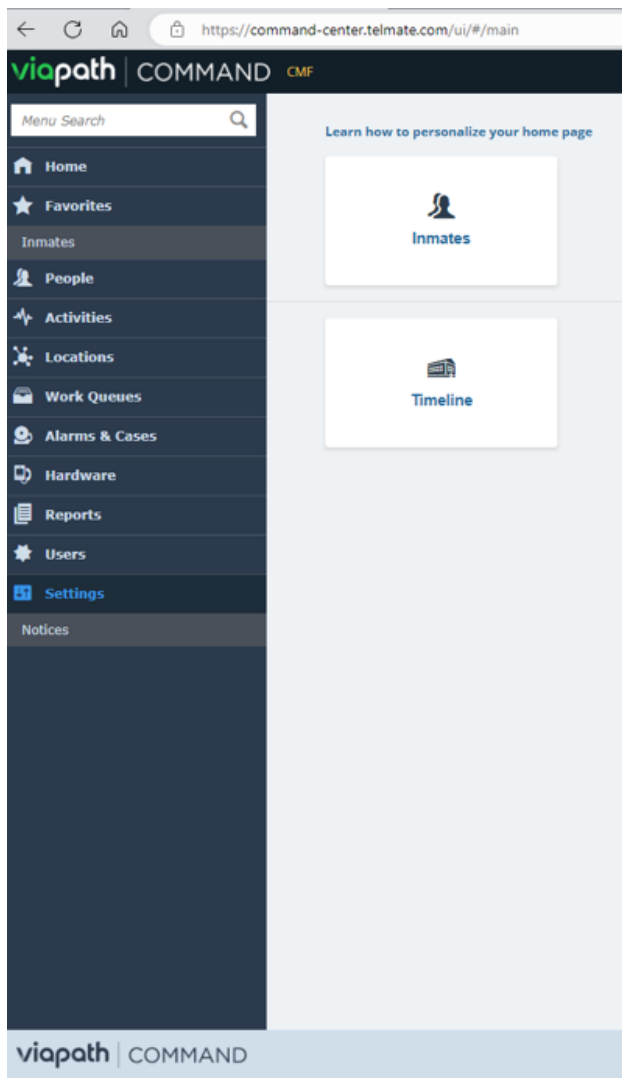 https://command-center.telmate.com/ui/#/main
viapath | COMMAND CMF
Menu Search
Learn how to personalize your home page
Home
Favorites
Inmates
Inmates
People
Activities
Locations
Work Queues
Timeline
Alarms & Cases
Hardware
Reports
Users
Settings
Notices
viapath | COMMAND